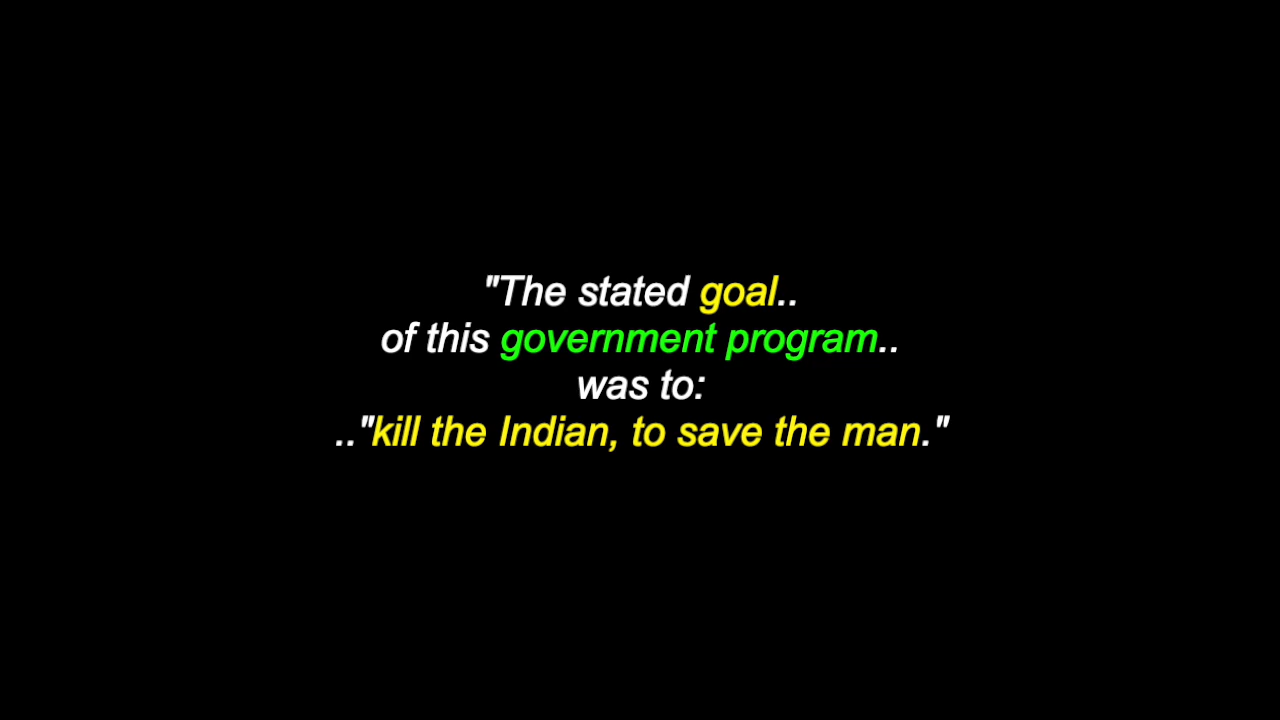 "The stated goal..
of this government program..
was to:
.."kill the Indian, to save the man."